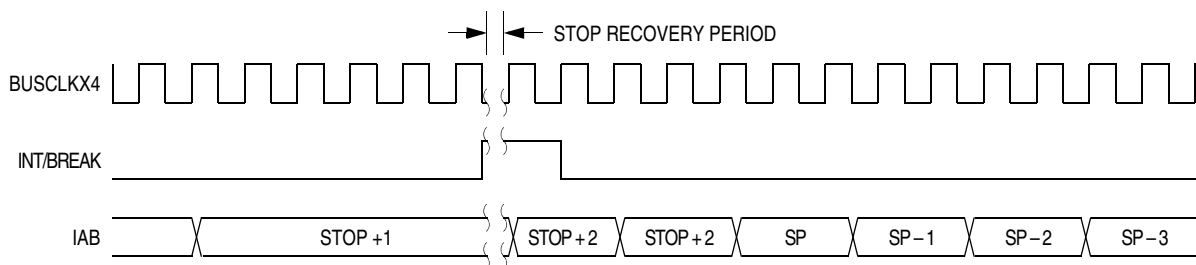 STOP RECOVERY PERIOD
BUSCLKX4
INT/BREAK
IAB STOP +1 STOP + 2 STOP + 2 SP SP – 1 SP – 2 SP – 3